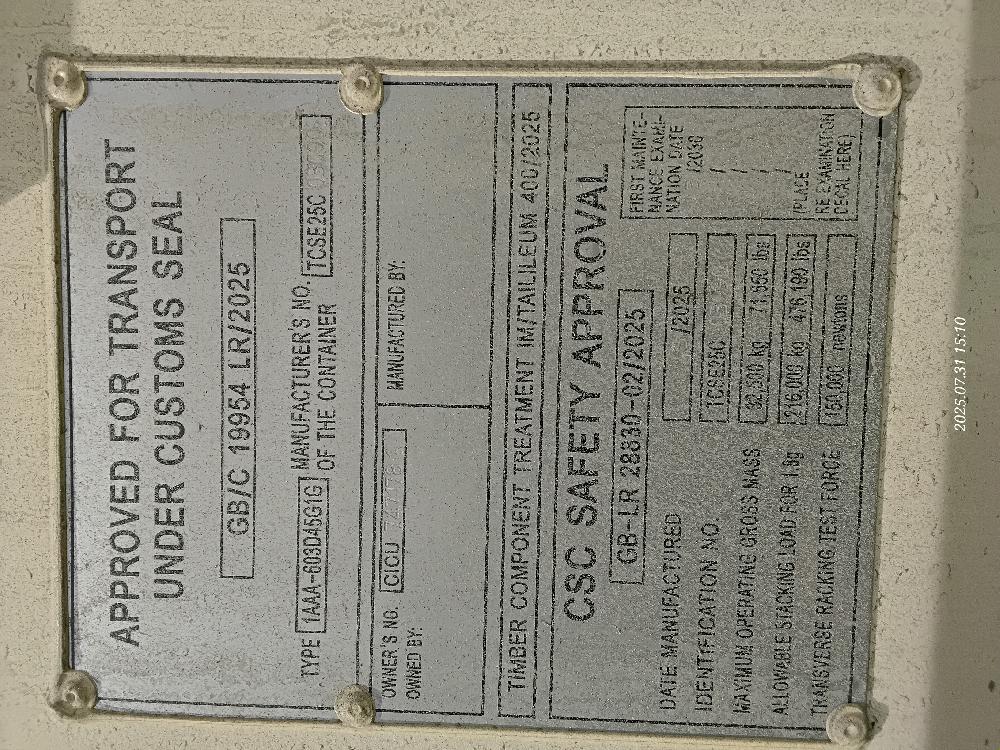 APPROVED FOR TRANSPORT
UNDER CUSTOMS SEAL
GB/C 19954 LR/2025
TYPE 1AAA-603D45G1G MANUFACTURER'S NO. TCSE25C
OF THE CONTAINER
OWNER'S NO. CICU
OWNED BY:
MANUFACTURED BY:
TIMBER COMPONENT TREATMENT IM/TAILILEUM 400/2025
CSC SAFETY APPROVAL
GB-LR 28830-02/2025
DATE MANUFACTURED /2025
IDENTIFICATION NO. TCSE25C
MAXIMUM OPERATING GROSS MASS 32,500 kg 71,650 lbs
ALLOWABLE STACKING LOAD FOR 1.8g 216,000 kg 476,190 lbs
TRANSVERSE RACKING TEST FORCE 150,000 newtons
FIRST MAINTE-
NANCE EXAMI-
NATION DATE
/2030
/
/
/
(PLACE
RE EXAMINATION
DECAL HERE)
2025.07.31 15:10